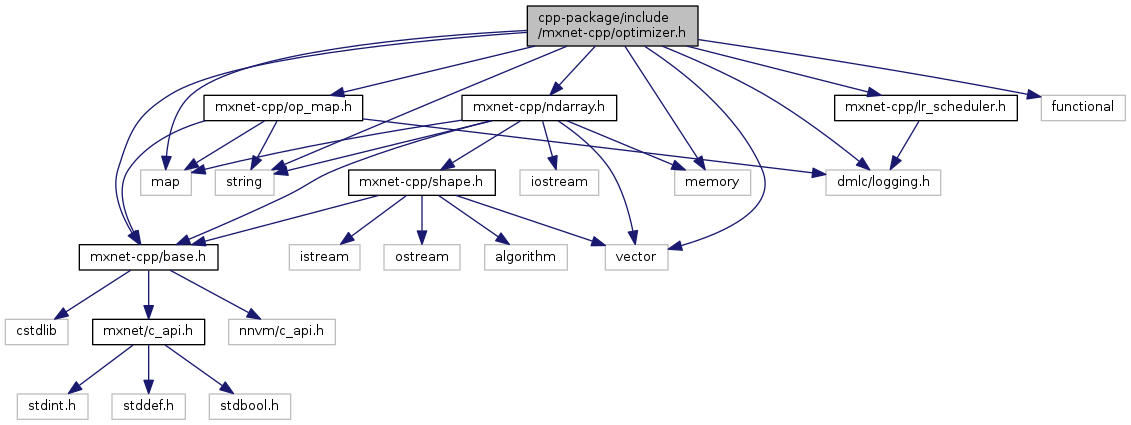 cpp-package/include
/mxnet-cpp/optimizer.h
mxnet-cpp/op_map.h
mxnet-cpp/ndarray.h
mxnet-cpp/lr_scheduler.h
functional
map
string
mxnet-cpp/shape.h
iostream
memory
dmlc/logging.h
mxnet-cpp/base.h
istream
ostream
algorithm
vector
cstdlib
mxnet/c_api.h
nnvm/c_api.h
stdint.h
stddef.h
stdbool.h